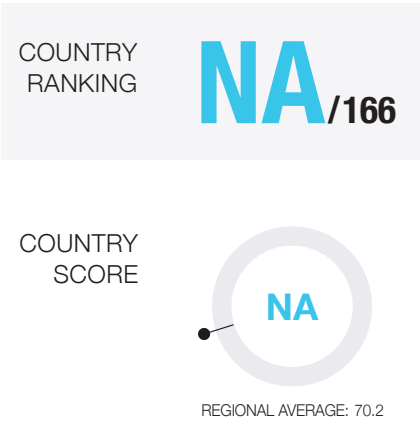 COUNTRY
RANKING
NA/166
COUNTRY
SCORE
NA
REGIONAL AVERAGE: 70.2